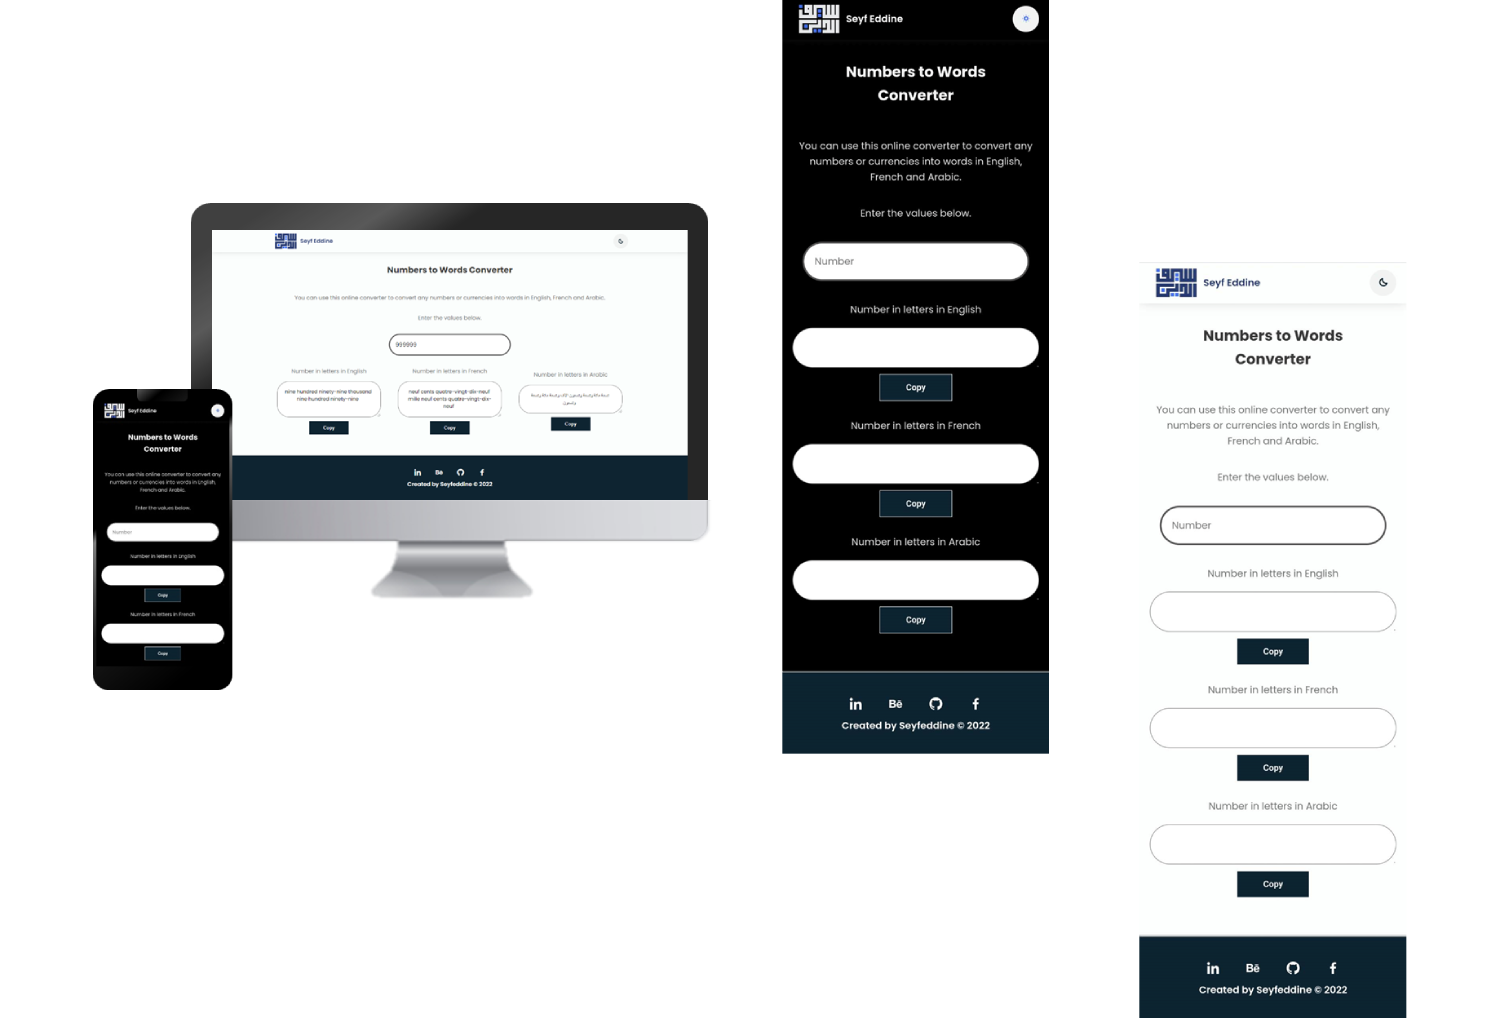 Seyf Eddine
Numbers to Words Converter
You can use this online converter to convert any numbers or currencies into words in English, French and Arabic.
Enter the values below.
999999
Number in letters in English
nine hundred ninety-nine thousand
nine hundred ninety-nine
Copy
Number in letters in French
neuf cents quatre-vingt-dix-neuf
mille neuf cents quatre-vingt-dix-
neuf
Copy
Number in letters in Arabic
Copy
in Bē f
Created by Seyfeddine © 2022
Seyf Eddine
Numbers to Words
Converter
You can use this online converter to convert any
numbers or currencies into words in English,
French and Arabic.
Enter the values below.
Number
Number in letters in English
Copy
Number in letters in French
Copy
سيف الدين
Seyf Eddine
Numbers to Words
Converter
You can use this online converter to convert any
numbers or currencies into words in English,
French and Arabic.
Enter the values below.
Number
Number in letters in English
Copy
Number in letters in French
Copy
Number in letters in Arabic
Copy
in Bē f
Created by Seyfeddine © 2022
سيف الدين
Seyf Eddine
Numbers to Words
Converter
You can use this online converter to convert any
numbers or currencies into words in English,
French and Arabic.
Enter the values below.
Number
Number in letters in English
Copy
Number in letters in French
Copy
Number in letters in Arabic
Copy
in Bē f
Created by Seyfeddine © 2022